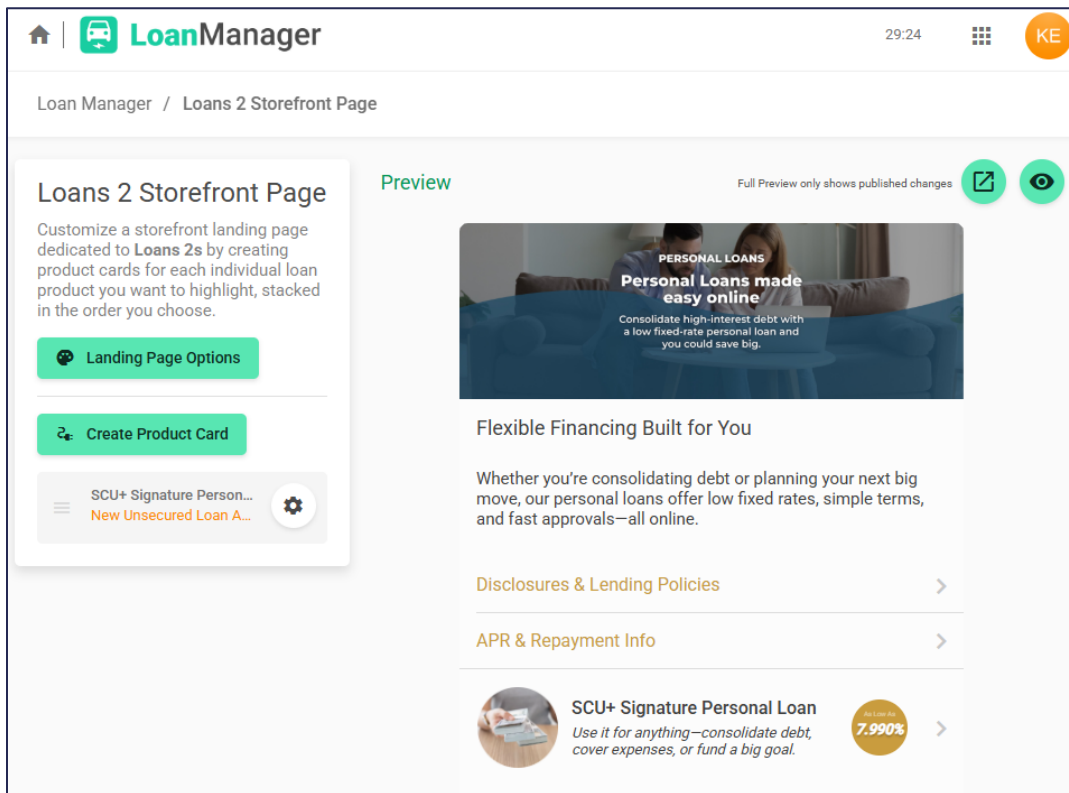 LoanManager
29:24
KE
Loan Manager / Loans 2 Storefront Page
Loans 2 Storefront Page
Customize a storefront landing page
dedicated to Loans 2s by creating
product cards for each individual loan
product you want to highlight, stacked
in the order you choose.
Landing Page Options
Create Product Card
SCU+ Signature Person...
New Unsecured Loan A...
Preview
Full Preview only shows published changes
PERSONAL LOANS
Personal Loans made
easy online
Consolidate high-interest debt with
a low fixed-rate personal loan and
you could save big.
Flexible Financing Built for You
Whether you’re consolidating debt or planning your next big
move, our personal loans offer low fixed rates, simple terms,
and fast approvals—all online.
Disclosures & Lending Policies
APR & Repayment Info
SCU+ Signature Personal Loan
Use it for anything—consolidate debt,
cover expenses, or fund a big goal.
As Low As
7.990%